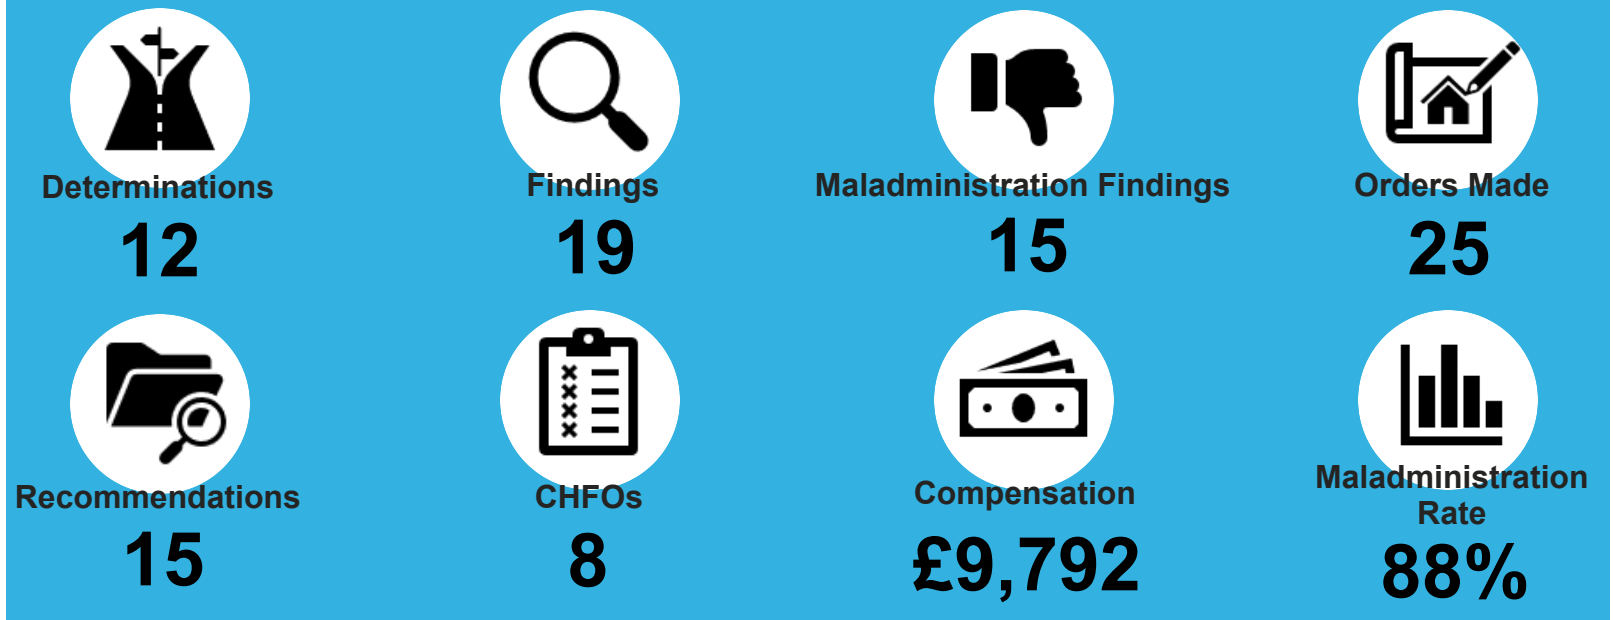 Determinations
12
Findings
19
Maladministration Findings
15
Orders Made
25
Recommendations
15
CHFOs
8
Compensation
£9,792
Maladministration
Rate
88%